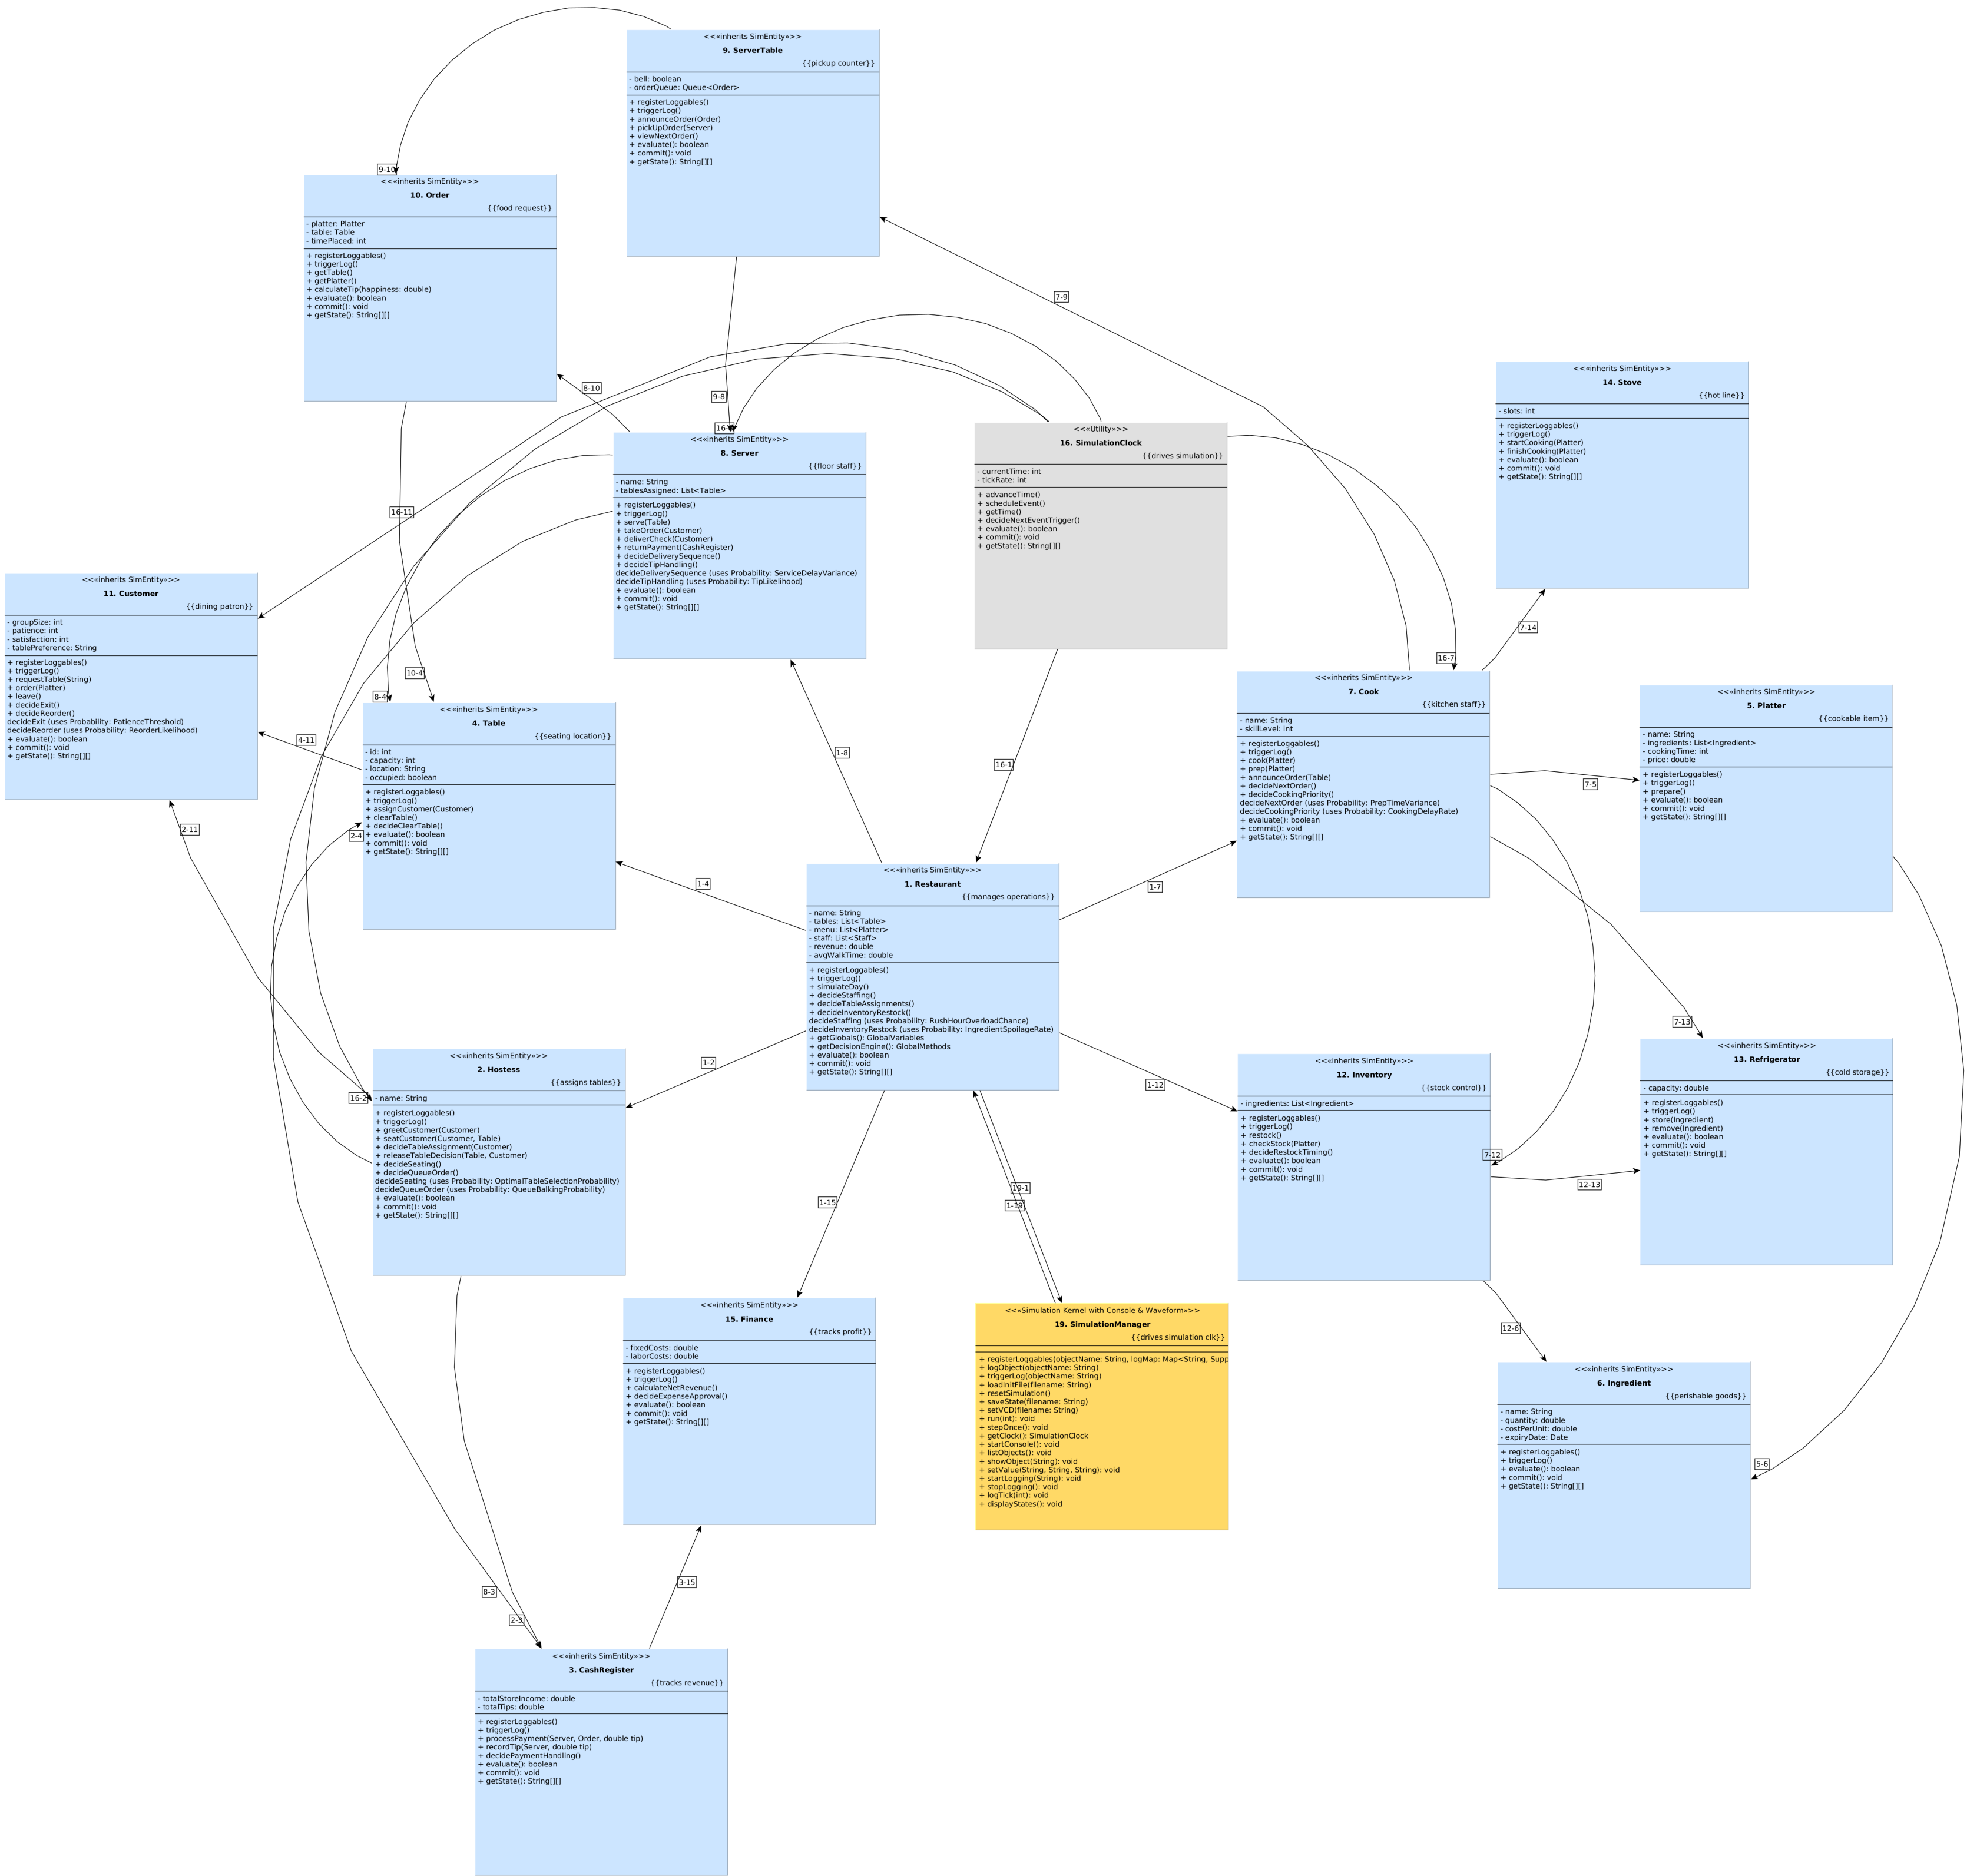 <<«inherits SimEntity»>>
9. ServerTable
{{pickup counter}}
- bell: boolean
- orderQueue: Queue<Order>
+ registerLoggables()
+ triggerLog()
+ announceOrder(Order)
+ pickUpOrder(Server)
+ viewNextOrder()
+ evaluate(): boolean
+ commit(): void
+ getState(): String[][]
9-10
<<«inherits SimEntity»>>
10. Order
{{food request}}
- platter: Platter
- table: Table
- timePlaced: int
+ registerLoggables()
+ triggerLog()
+ getTable()
+ getPlatter()
+ calculateTip(happiness: double)
+ evaluate(): boolean
+ commit(): void
+ getState(): String[][]
7-9
8-10
9-8
<<«inherits SimEntity»>>
14. Stove
{{hot line}}
- slots: int
+ registerLoggables()
+ triggerLog()
+ startCooking(Platter)
+ finishCooking(Platter)
+ evaluate(): boolean
+ commit(): void
+ getState(): String[][]
<<«inherits SimEntity»>>
8. Server
{{floor staff}}
- name: String
- tablesAssigned: List<Table>
+ registerLoggables()
+ triggerLog()
+ serve(Table)
+ takeOrder(Customer)
+ deliverCheck(Customer)
+ returnPayment(CashRegister)
+ decideDeliverySequence()
+ decideTipHandling()
decideDeliverySequence (uses Probability: ServiceDelayVariance)
decideTipHandling (uses Probability: TipLikelihood)
+ evaluate(): boolean
+ commit(): void
+ getState(): String[][]
<<«Utility»>>
16. SimulationClock
{{drives simulation}}
- currentTime: int
- tickRate: int
+ advanceTime()
+ scheduleEvent()
+ getTime()
+ decideNextEventTrigger()
+ evaluate(): boolean
+ commit(): void
+ getState(): String[][]
16-11
<<«inherits SimEntity»>>
11. Customer
{{dining patron}}
- groupSize: int
- patience: int
- satisfaction: int
- tablePreference: String
+ registerLoggables()
+ triggerLog()
+ requestTable(String)
+ order(Platter)
+ leave()
+ decideExit()
+ decideReorder()
decideExit (uses Probability: PatienceThreshold)
decideReorder (uses Probability: ReorderLikelihood)
+ evaluate(): boolean
+ commit(): void
+ getState(): String[][]
7-14
16-7
10-4
8-4
<<«inherits SimEntity»>>
7. Cook
{{kitchen staff}}
- name: String
- skillLevel: int
+ registerLoggables()
+ triggerLog()
+ cook(Platter)
+ prep(Platter)
+ announceOrder(Table)
+ decideNextOrder()
+ decideCookingPriority()
decideNextOrder (uses Probability: PrepTimeVariance)
decideCookingPriority (uses Probability: CookingDelayRate)
+ evaluate(): boolean
+ commit(): void
+ getState(): String[][]
<<«inherits SimEntity»>>
5. Platter
{{cookable item}}
- name: String
- ingredients: List<Ingredient>
- cookingTime: int
- price: double
+ registerLoggables()
+ triggerLog()
+ prepare()
+ evaluate(): boolean
+ commit(): void
+ getState(): String[][]
<<«inherits SimEntity»>>
4. Table
{{seating location}}
- id: int
- capacity: int
- location: String
- occupied: boolean
+ registerLoggables()
+ triggerLog()
+ assignCustomer(Customer)
+ clearTable()
+ decideClearTable()
+ evaluate(): boolean
+ commit(): void
+ getState(): String[][]
4-11
1-8
16-1
7-5
2-11
2-4
1-4
1-7
<<«inherits SimEntity»>>
1. Restaurant
{{manages operations}}
- name: String
- tables: List<Table>
- menu: List<Platter>
- staff: List<Staff>
- revenue: double
- avgWalkTime: double
+ registerLoggables()
+ triggerLog()
+ simulateDay()
+ decideStaffing()
+ decideTableAssignments()
+ decideInventoryRestock()
decideStaffing (uses Probability: RushHourOverloadChance)
decideInventoryRestock (uses Probability: IngredientSpoilageRate)
+ getGlobals(): GlobalVariables
+ getDecisionEngine(): GlobalMethods
+ evaluate(): boolean
+ commit(): void
+ getState(): String[][]
7-13
<<«inherits SimEntity»>>
13. Refrigerator
{{cold storage}}
- capacity: double
+ registerLoggables()
+ triggerLog()
+ store(Ingredient)
+ remove(Ingredient)
+ evaluate(): boolean
+ commit(): void
+ getState(): String[][]
1-2
1-12
16-2
<<«inherits SimEntity»>>
2. Hostess
{{assigns tables}}
- name: String
+ registerLoggables()
+ triggerLog()
+ greetCustomer(Customer)
+ seatCustomer(Customer, Table)
+ decideTableAssignment(Customer)
+ releaseTableDecision(Table, Customer)
+ decideSeating()
+ decideQueueOrder()
decideSeating (uses Probability: OptimalTableSelectionProbability)
decideQueueOrder (uses Probability: QueueBalkingProbability)
+ evaluate(): boolean
+ commit(): void
+ getState(): String[][]
<<«inherits SimEntity»>>
12. Inventory
{{stock control}}
- ingredients: List<Ingredient>
+ registerLoggables()
+ triggerLog()
+ restock()
+ checkStock(Platter)
+ decideRestockTiming()
+ evaluate(): boolean
+ commit(): void
+ getState(): String[][]
7-12
12-13
19-1
1-19
1-15
<<«inherits SimEntity»>>
15. Finance
{{tracks profit}}
- fixedCosts: double
- laborCosts: double
+ registerLoggables()
+ triggerLog()
+ calculateNetRevenue()
+ decideExpenseApproval()
+ evaluate(): boolean
+ commit(): void
+ getState(): String[][]
<<«Simulation Kernel with Console & Waveform»>>
19. SimulationManager
{{drives simulation clk}}
+ registerLoggables(objectName: String, logMap: Map<String, Supp
+ logObject(objectName: String)
+ triggerLog(objectName: String)
+ loadInitFile(filename: String)
+ resetSimulation()
+ saveState(filename: String)
+ setVCD(filename: String)
+ run(int): void
+ stepOnce(): void
+ getClock(): SimulationClock
+ startConsole(): void
+ listObjects(): void
+ showObject(String): void
+ setValue(String, String, String): void
+ startLogging(String): void
+ stopLogging(): void
+ logTick(int): void
+ displayStates(): void
12-6
<<«inherits SimEntity»>>
6. Ingredient
{{perishable goods}}
- name: String
- quantity: double
- costPerUnit: double
- expiryDate: Date
+ registerLoggables()
+ triggerLog()
+ evaluate(): boolean
+ commit(): void
+ getState(): String[][]
5-6
8-3
3-15
2-3
<<«inherits SimEntity»>>
3. CashRegister
{{tracks revenue}}
- totalStoreIncome: double
- totalTips: double
+ registerLoggables()
+ triggerLog()
+ processPayment(Server, Order, double tip)
+ recordTip(Server, double tip)
+ decidePaymentHandling()
+ evaluate(): boolean
+ commit(): void
+ getState(): String[][]